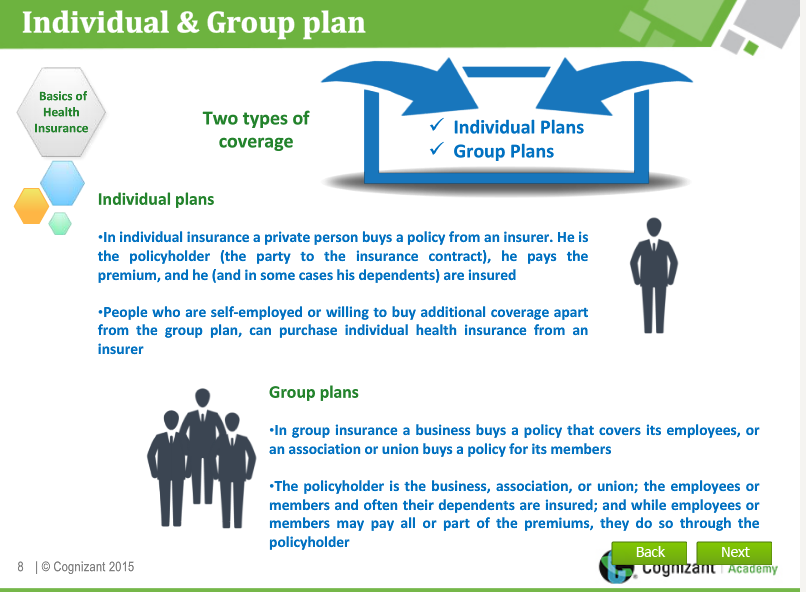 Individual & Group plan
Basics of
Health
Insurance
Two types of
coverage
✓ Individual Plans
✓ Group Plans
Individual plans
•In individual insurance a private person buys a policy from an insurer. He is
the policyholder (the party to the insurance contract), he pays the
premium, and he (and in some cases his dependents) are insured
•People who are self-employed or willing to buy additional coverage apart
from the group plan, can purchase individual health insurance from an
insurer
Group plans
•In group insurance a business buys a policy that covers its employees, or
an association or union buys a policy for its members
•The policyholder is the business, association, or union; the employees or
members and often their dependents are insured; and while employees or
members may pay all or part of the premiums, they do so through the
policyholder
Back
Next
8 | © Cognizant 2015
Cognizant | Academy